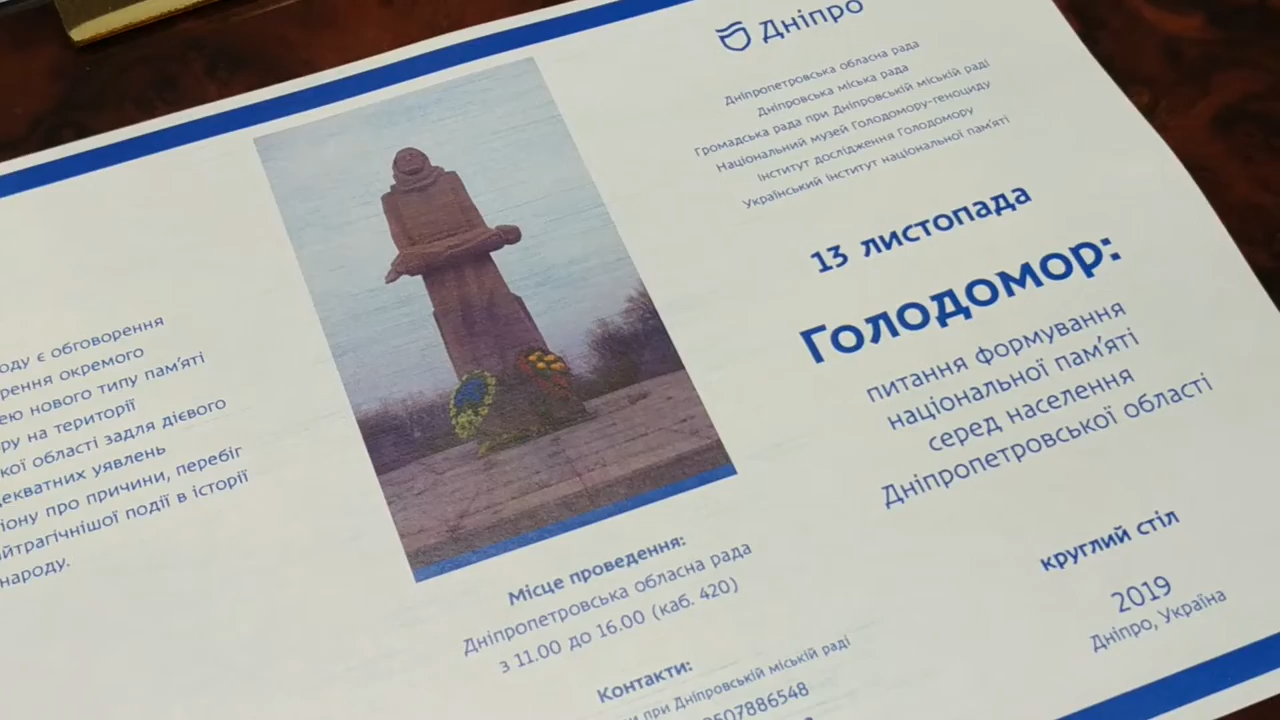 оду є обговорення
рення окремого
ею нового типу пам'яті
ру на території
кої області задля дієвого
декватних уявлень
іону про причини, перебіг
йтрагічнішої події в історії
народу.
Місце проведення:
Дніпропетровська обласна рада
з 11.00 до 16.00 (каб. 420)
Контакти:
при Дніпровській міській раді
507886548
Дніпро
Дніпропетровська обласна рада
Дніпровська міська рада
Громадська рада при Дніпровській міській раді
Національний музей Голодомору-геноциду
Інститут дослідження Голодомору
Український інститут національної пам'яті
13 листопада
Голодомор:
питання формування
національної пам'яті
серед населення
Дніпропетровської області
круглий стіл
2019
Дніпро, Україна